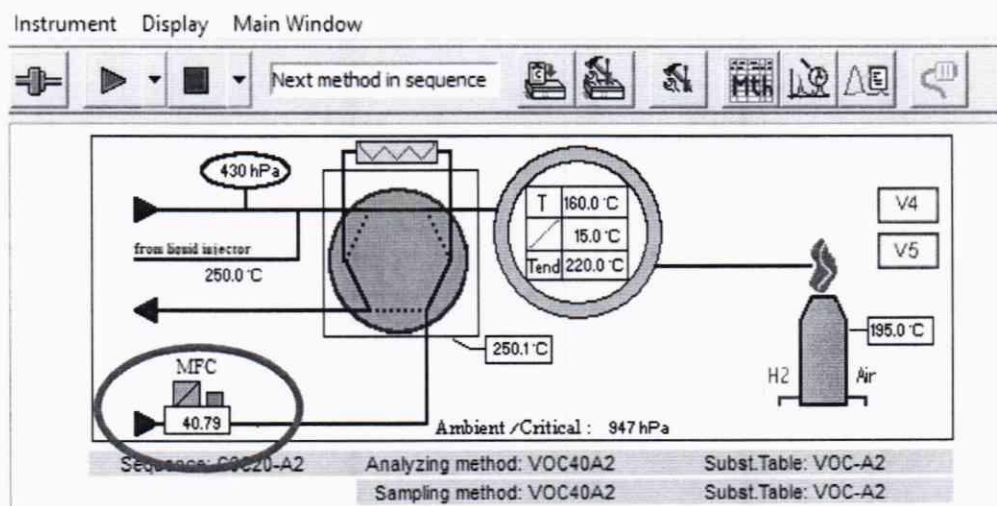 Instrument Display Main Window
Next method in sequence
Mth
430 hPa
from liquid injector
250.0 °C
T 160.0 °C
15.0 °C
Tend 220.0 °C
V4
V5
250.1 °C
195.0 °C
MFC
40.79
H2 Air
Ambient / Critical : 947 hPa
Analyzing method: VOC40A2 Subst.Table: VOC-A2
Sampling method: VOC40A2 Subst.Table: VOC-A2